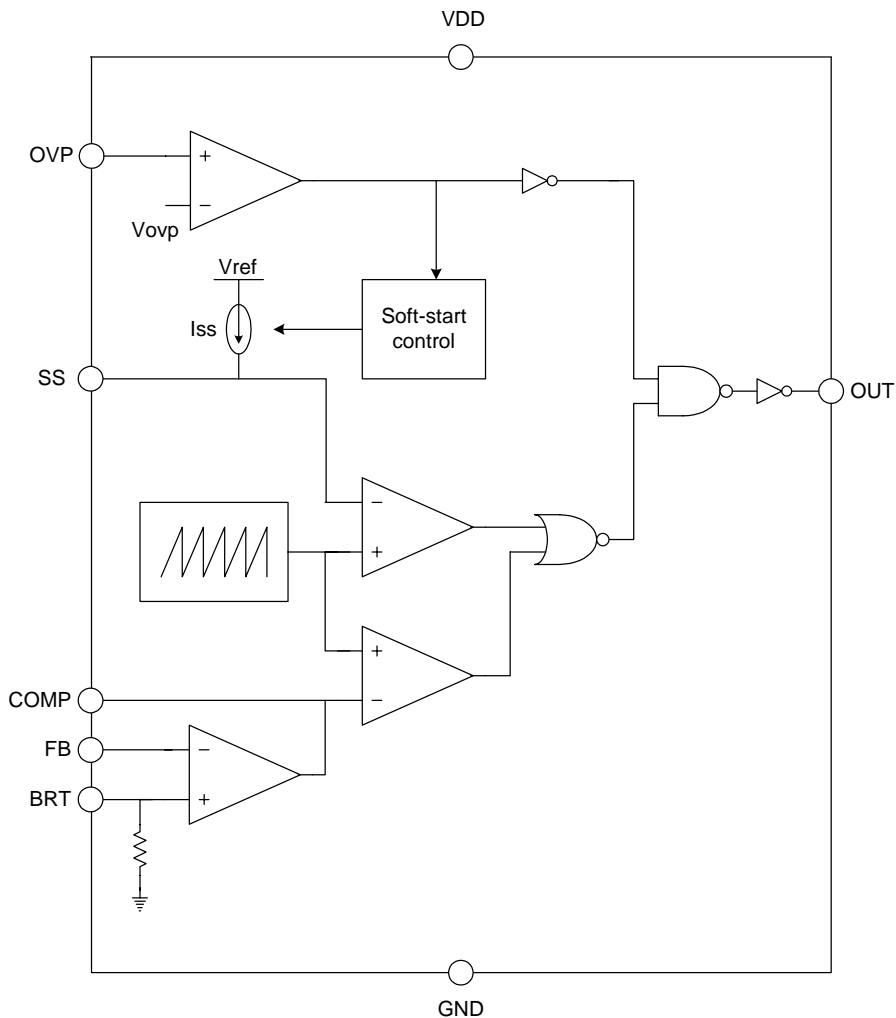 VDD
OVP
+
−
Vovp
Vref
Iss
Soft-start
control
SS
OUT
−
+
+
−
COMP
FB
−
BRT
+
GND